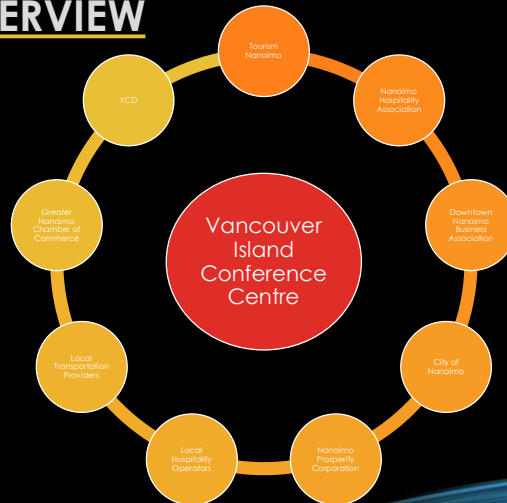 ERVIEW
Tourism
Nanaimo
Nanaimo
Hospitality
Association
Downtown
Nanaimo
Business
Association
City of
Nanaimo
Nanaimo
Prosperity
Corporation
Local
Hospitality
Operators
Local
Transportation
Providers
Greater
Nanaimo
Chamber of
Commerce
YCD
Vancouver
Island
Conference
Centre